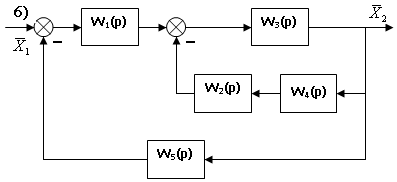 б)
X̅₁
W₁(p)
W₃(p)
X̅₂
W₂(p)
W₄(p)
W₅(p)